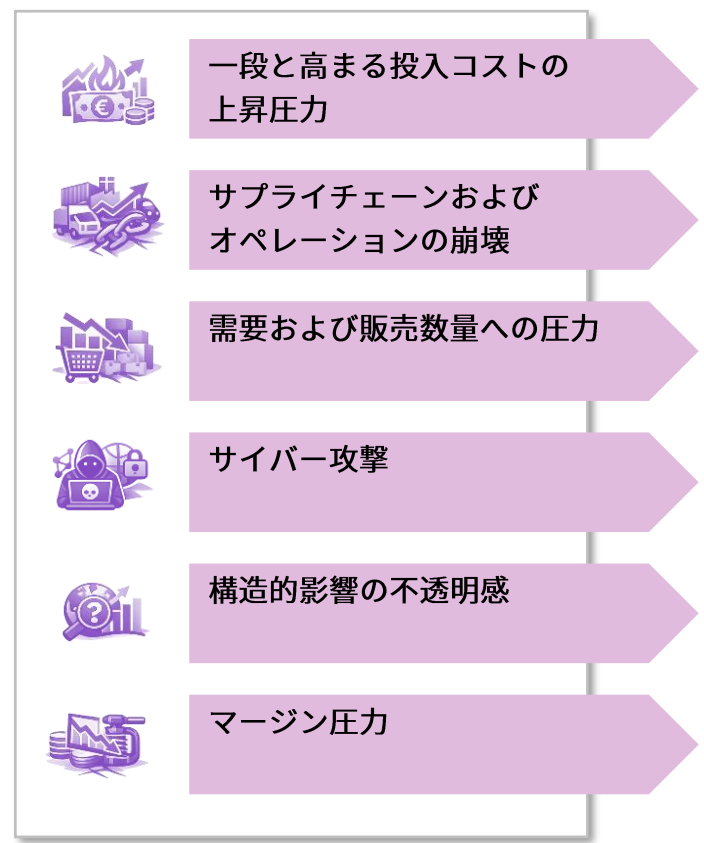 一段と高まる投入コストの
上昇圧力
サプライチェーンおよび
オペレーションの崩壊
需要および販売数量への圧力
サイバー攻撃
構造的影響の不透明感
マージン圧力